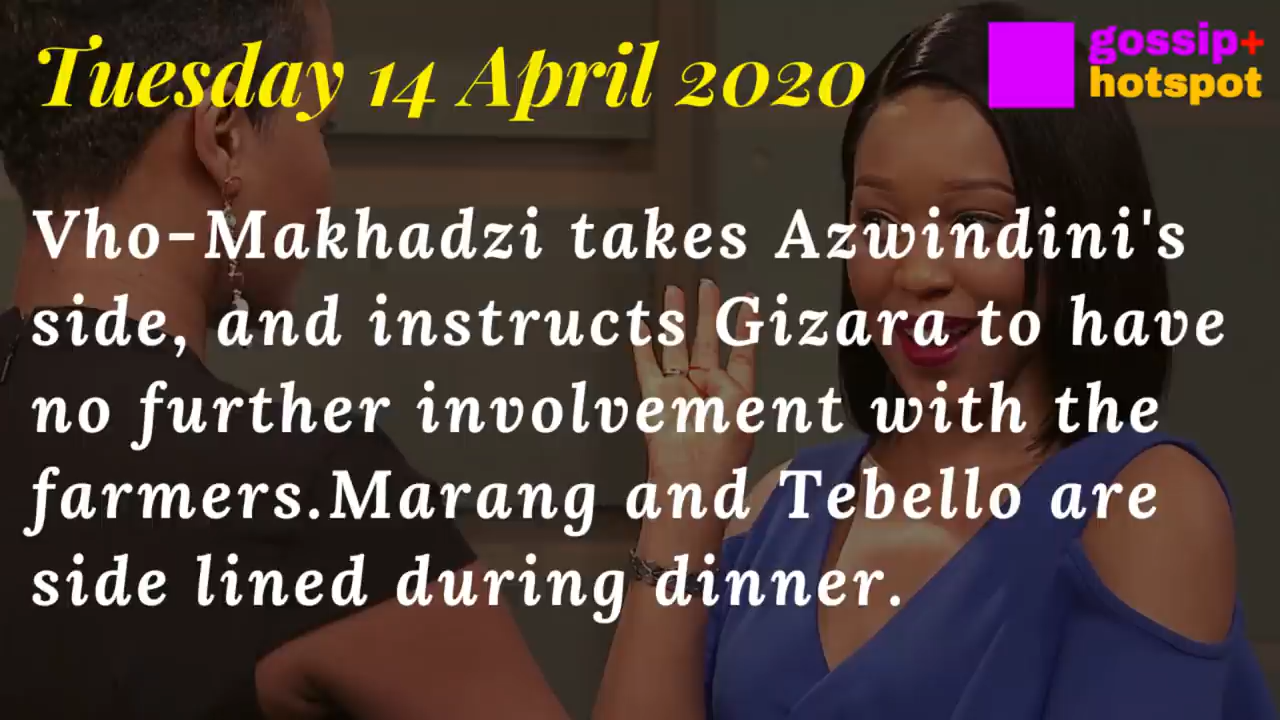 Tuesday 14 April 2020
gossip+
hotspot
Vho-Makhadzi takes Azwindini's
side, and instructs Gizara to have
no further involvement with the
farmers.Marang and Tebello are
side lined during dinner.